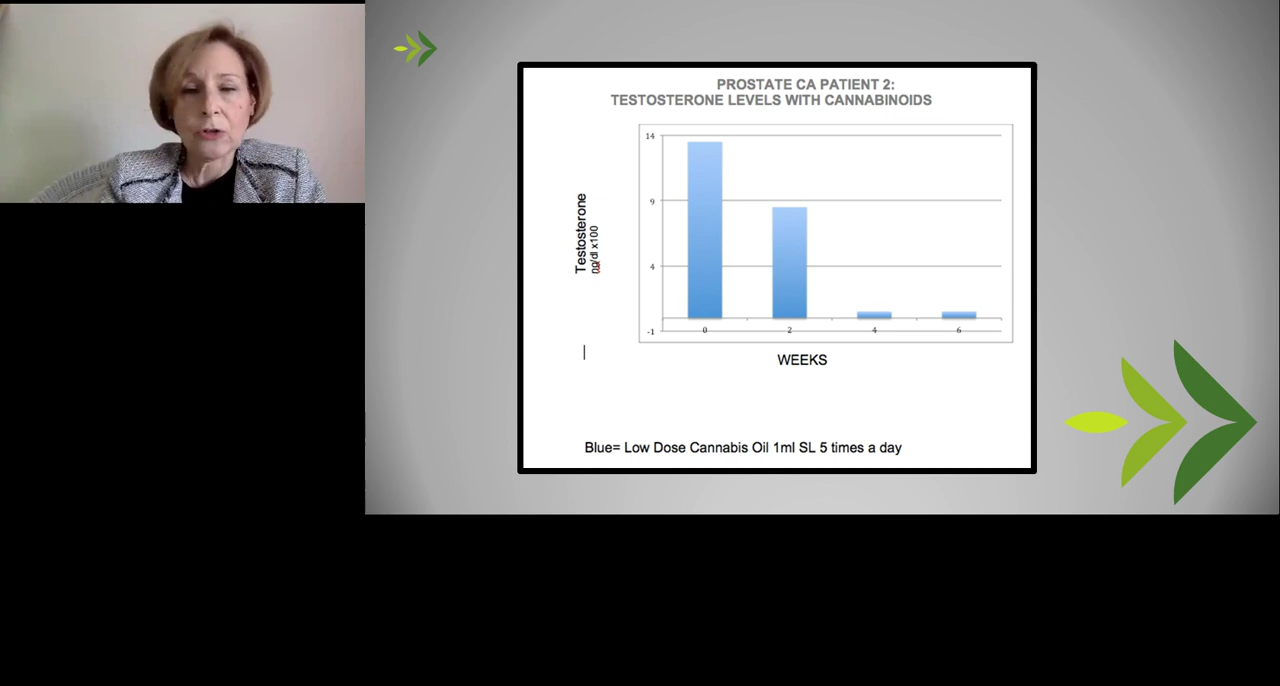 PROSTATE CA PATIENT 2:
TESTOSTERONE LEVELS WITH CANNABINOIDS
14
9
4
-1
Testosterone
ng/dl x100
0 2 4 6
WEEKS
Blue= Low Dose Cannabis Oil 1ml SL 5 times a day